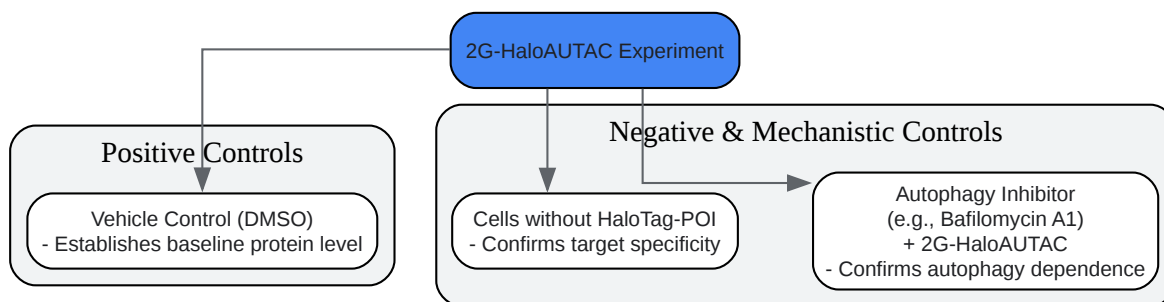 2G-HaloAUTAC Experiment
Positive Controls
Vehicle Control (DMSO)
- Establishes baseline protein level
Negative & Mechanistic Controls
Cells without HaloTag-POI
- Confirms target specificity
Autophagy Inhibitor
(e.g., Bafilomycin A1)
+ 2G-HaloAUTAC
- Confirms autophagy dependence